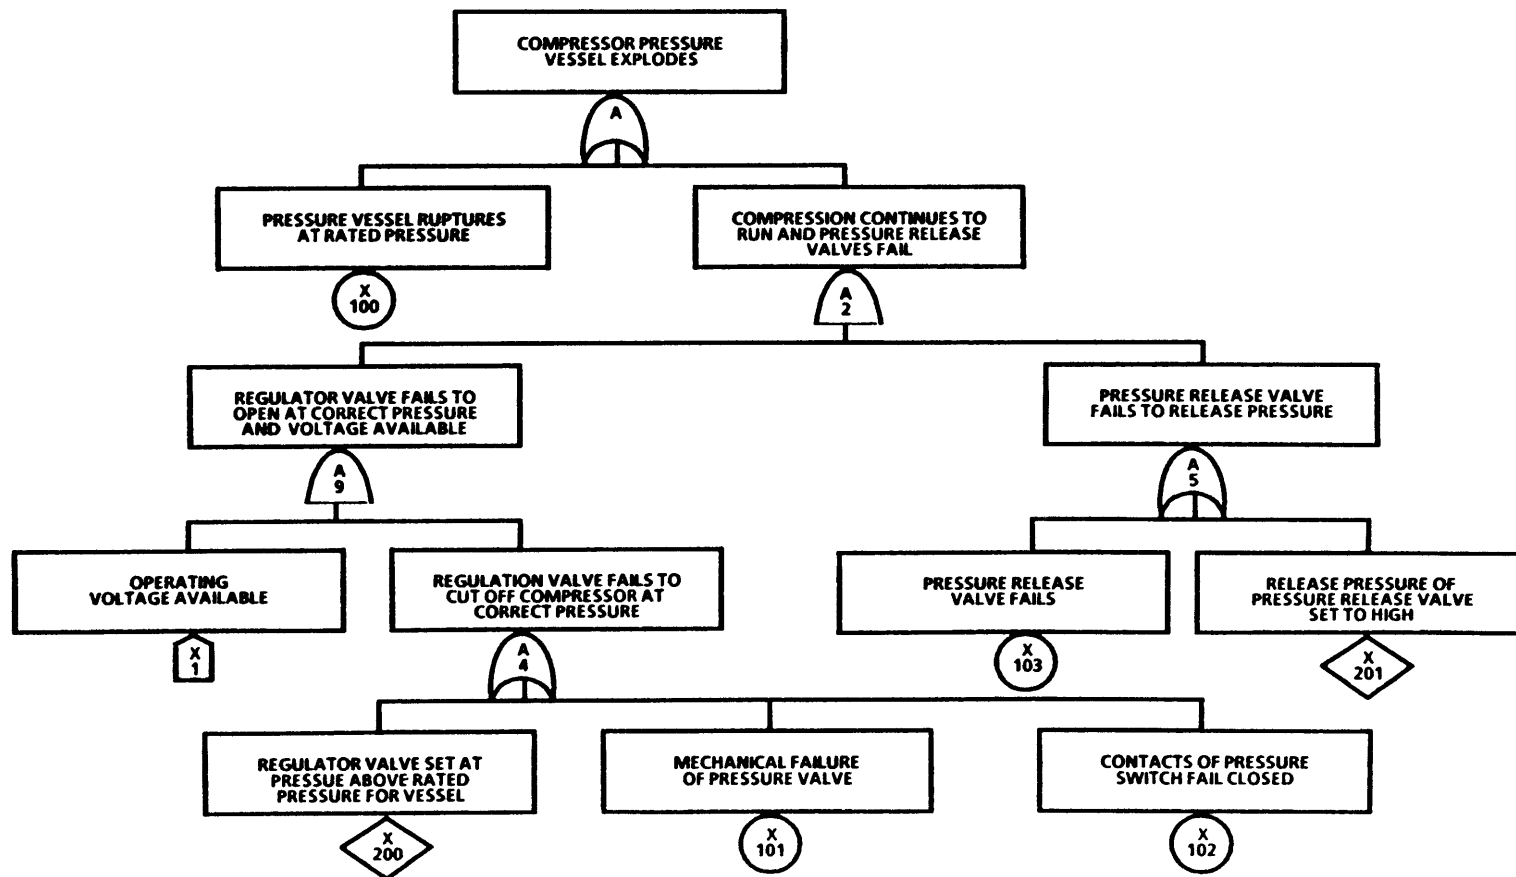 COMPRESSOR PRESSURE
VESSEL EXPLODES
A
PRESSURE VESSEL RUPTURES
AT RATED PRESSURE
COMPRESSION CONTINUES TO
RUN AND PRESSURE RELEASE
VALVES FAIL
X
100
A
2
REGULATOR VALVE FAILS TO
OPEN AT CORRECT PRESSURE
AND VOLTAGE AVAILABLE
PRESSURE RELEASE VALVE
FAILS TO RELEASE PRESSURE
A
9
A
5
OPERATING
VOLTAGE AVAILABLE
REGULATION VALVE FAILS TO
CUT OFF COMPRESSOR AT
CORRECT PRESSURE
PRESSURE RELEASE
VALVE FAILS
RELEASE PRESSURE OF
PRESSURE RELEASE VALVE
SET TO HIGH
X
1
A
4
X
103
X
201
REGULATOR VALVE SET AT
PRESSUE ABOVE RATED
PRESSURE FOR VESSEL
MECHANICAL FAILURE
OF PRESSURE VALVE
CONTACTS OF PRESSURE
SWITCH FAIL CLOSED
X
200
X
101
X
102